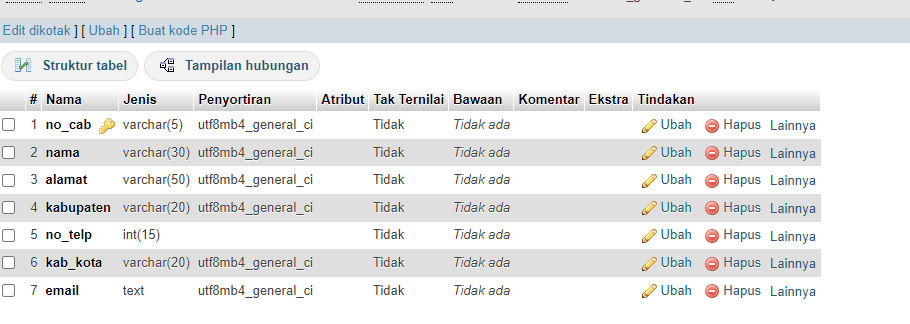 Edit dikotak ] [ Ubah ] [ Buat kode PHP ]
Struktur tabel Tampilan hubungan
# Nama Jenis Penyortiran Atribut Tak Ternilai Bawaan Komentar Ekstra Tindakan
1 no_cab varchar(5) utf8mb4_general_ci Tidak Tidak ada Ubah Hapus Lainnya
2 nama varchar(30) utf8mb4_general_ci Tidak Tidak ada Ubah Hapus Lainnya
3 alamat varchar(50) utf8mb4_general_ci Tidak Tidak ada Ubah Hapus Lainnya
4 kabupaten varchar(20) utf8mb4_general_ci Tidak Tidak ada Ubah Hapus Lainnya
5 no_telp int(15) Tidak Tidak ada Ubah Hapus Lainnya
6 kab_kota varchar(20) utf8mb4_general_ci Tidak Tidak ada Ubah Hapus Lainnya
7 email text utf8mb4_general_ci Tidak Tidak ada Ubah Hapus Lainnya